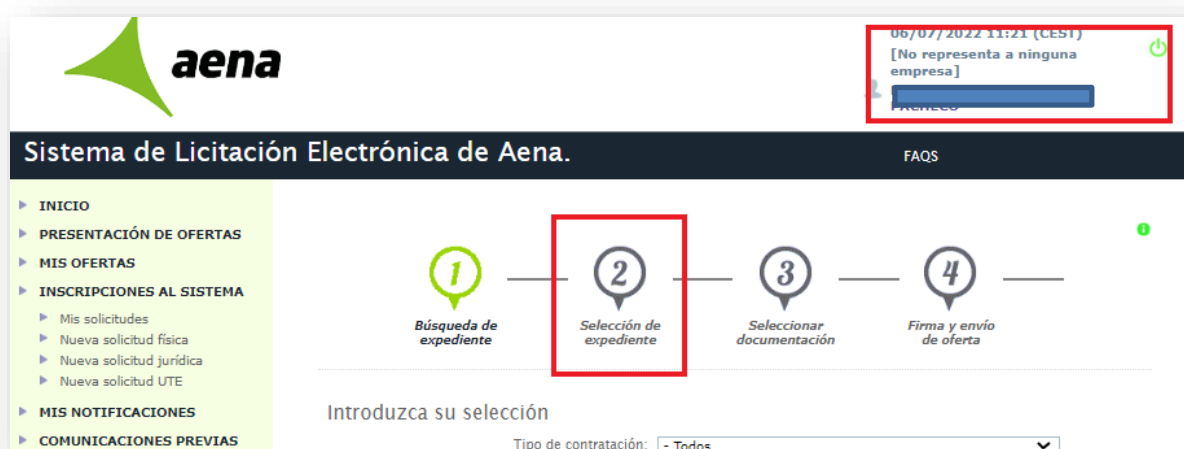 aena
06/07/2022 11:21 (CEST)
[No representa a ninguna
empresa]
PACHECO
Sistema de Licitación Electrónica de Aena.
FAQS
INICIO
PRESENTACIÓN DE OFERTAS
MIS OFERTAS
INSCRIPCIONES AL SISTEMA
Mis solicitudes
Nueva solicitud física
Nueva solicitud jurídica
Nueva solicitud UTE
MIS NOTIFICACIONES
COMUNICACIONES PREVIAS
1
2
3
4
Búsqueda de
expediente
Selección de
expediente
Seleccionar
documentación
Firma y envío
de oferta
Introduzca su selección
Tipo de contratación: - Todos